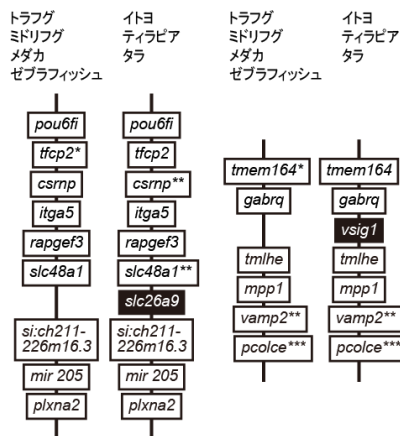 トラフグ
ミドリフグ
メダカ
ゼブラフィッシュ
pou6fi
tfcp2*
csrnp
itga5
rapgef3
slc48a1
si:ch211-
226m16.3
mir 205
plxna2
イトヨ
ティラピア
タラ
pou6fi
tfcp2
csrnp**
itga5
rapgef3
slc48a1**
slc26a9
si:ch211-
226m16.3
mir 205
plxna2
トラフグ
ミドリフグ
メダカ
ゼブラフィッシュ
tmem164*
gabrq
tmlhe
mpp1
vamp2**
pcolce***
イトヨ
ティラピア
タラ
tmem164
gabrq
vsig1
tmlhe
mpp1
vamp2**
pcolce***